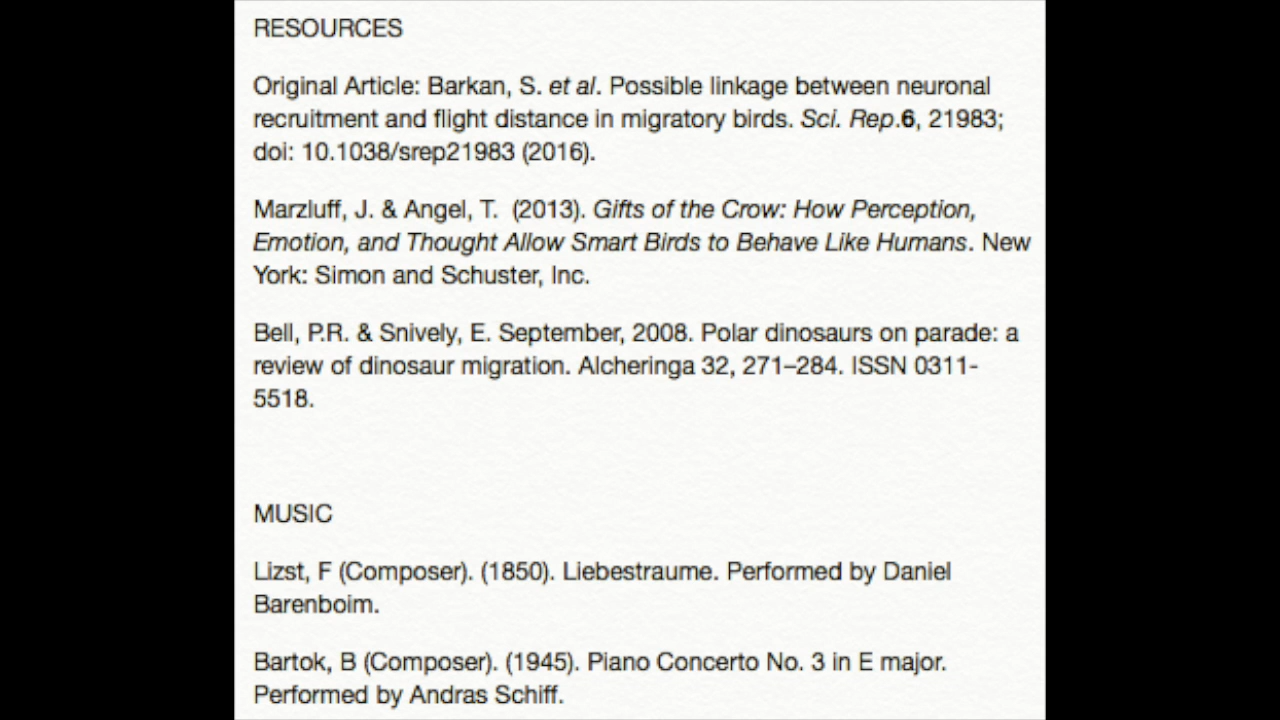 RESOURCES
Original Article: Barkan, S. et al. Possible linkage between neuronal
recruitment and flight distance in migratory birds. Sci. Rep.6, 21983;
doi: 10.1038/srep21983 (2016).
Marzluff, J. & Angel, T.  (2013). Gifts of the Crow: How Perception,
Emotion, and Thought Allow Smart Birds to Behave Like Humans. New
York: Simon and Schuster, Inc.
Bell, P.R. & Snively, E. September, 2008. Polar dinosaurs on parade: a
review of dinosaur migration. Alcheringa 32, 271–284. ISSN 0311-
5518.
MUSIC
Lizst, F (Composer). (1850). Liebestraume. Performed by Daniel
Barenboim.
Bartok, B (Composer). (1945). Piano Concerto No. 3 in E major.
Performed by Andras Schiff.